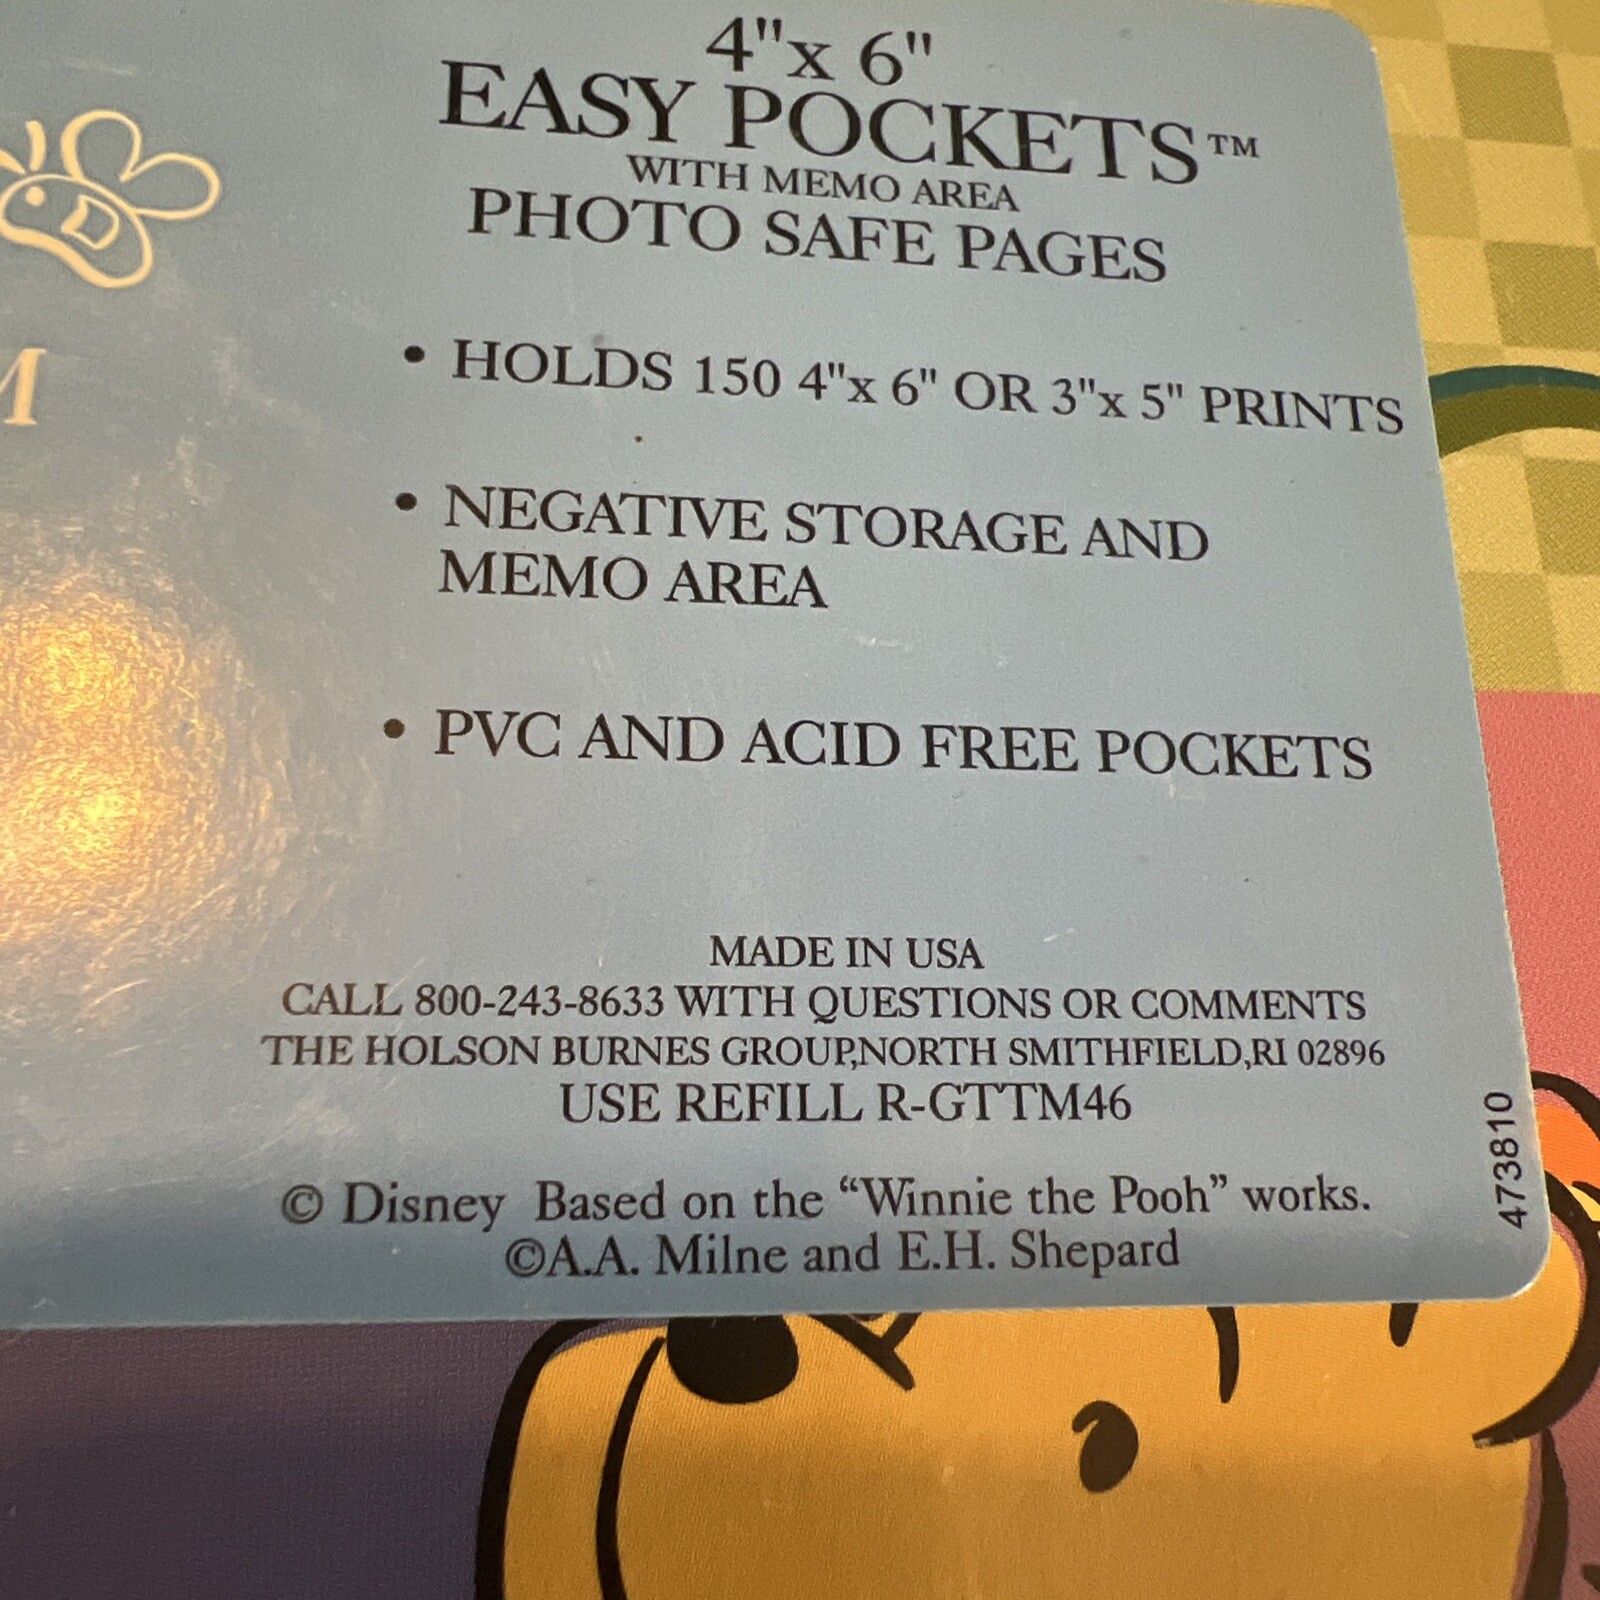 4"x 6"
EASY POCKETS™
WITH MEMO AREA
PHOTO SAFE PAGES
• HOLDS 150 4"x 6" OR 3"x 5" PRINTS
• NEGATIVE STORAGE AND
MEMO AREA
• PVC AND ACID FREE POCKETS
M
MADE IN USA
CALL 800-243-8633 WITH QUESTIONS OR COMMENTS
THE HOLSON BURNES GROUP,NORTH SMITHFIELD,RI 02896
USE REFILL R-GTTM46
© Disney Based on the “Winnie the Pooh” works.
©A.A. Milne and E.H. Shepard
473810